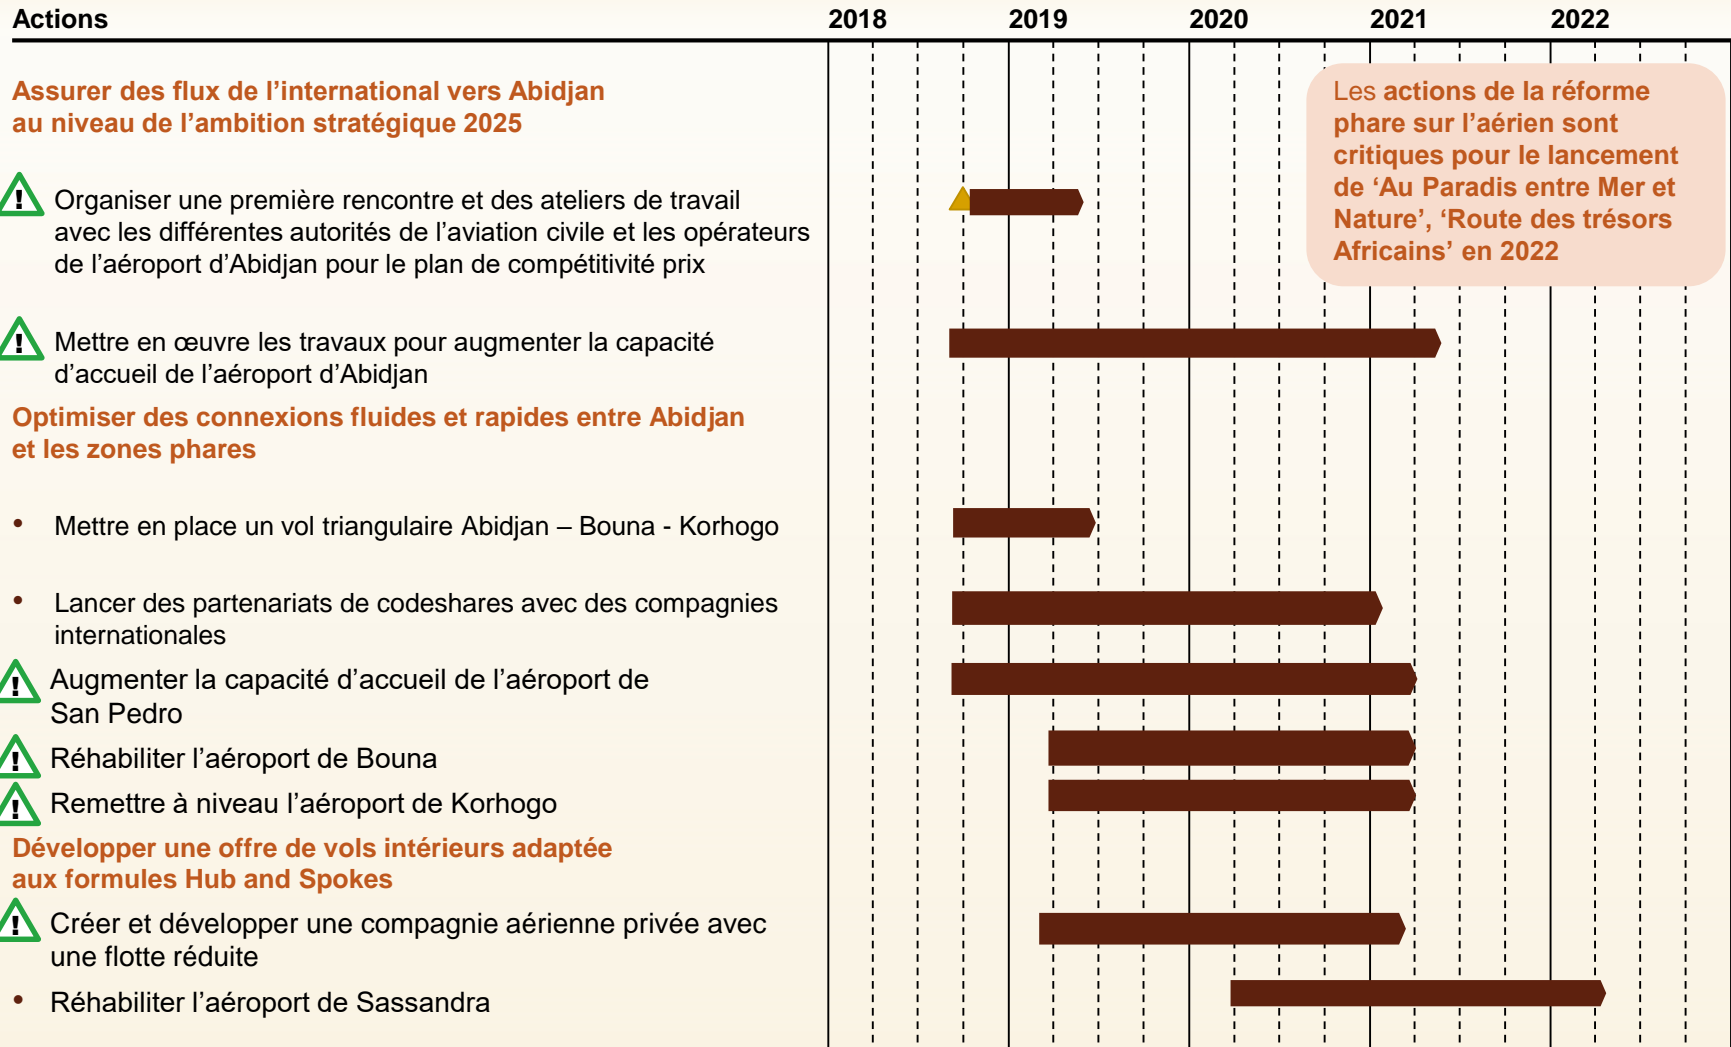 Actions 2018 2019 2020 2021 2022
Assurer des flux de l’international vers Abidjan
au niveau de l’ambition stratégique 2025
Les actions de la réforme
phare sur l’aérien sont
critiques pour le lancement
de ‘Au Paradis entre Mer et
Nature’, ‘Route des trésors
Africains’ en 2022
! Organiser une première rencontre et des ateliers de travail
avec les différentes autorités de l’aviation civile et les opérateurs
de l’aéroport d’Abidjan pour le plan de compétitivité prix
! Mettre en œuvre les travaux pour augmenter la capacité
d’accueil de l’aéroport d’Abidjan
Optimiser des connexions fluides et rapides entre Abidjan
et les zones phares
• Mettre en place un vol triangulaire Abidjan – Bouna - Korhogo
• Lancer des partenariats de codeshares avec des compagnies
internationales
! Augmenter la capacité d’accueil de l’aéroport de
San Pedro
! Réhabiliter l’aéroport de Bouna
! Remettre à niveau l’aéroport de Korhogo
Développer une offre de vols intérieurs adaptée
aux formules Hub and Spokes
! Créer et développer une compagnie aérienne privée avec
une flotte réduite
• Réhabiliter l’aéroport de Sassandra